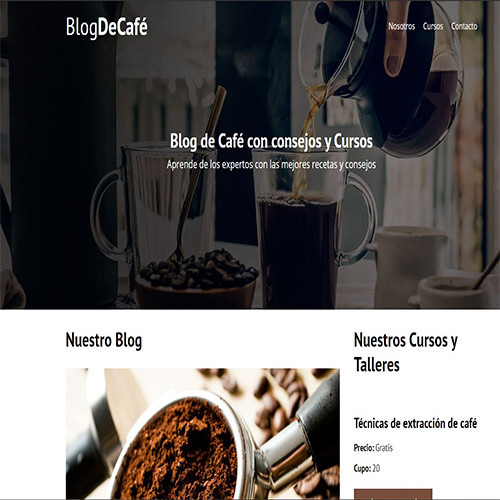 BlogDeCafé
Nosotros Cursos Contacto
Blog de Café con consejos y Cursos
Aprende de los expertos con las mejores recetas y consejos
Nuestro Blog
Nuestros Cursos y
Talleres
Técnicas de extracción de café
Precio: Gratis
Cupo: 20